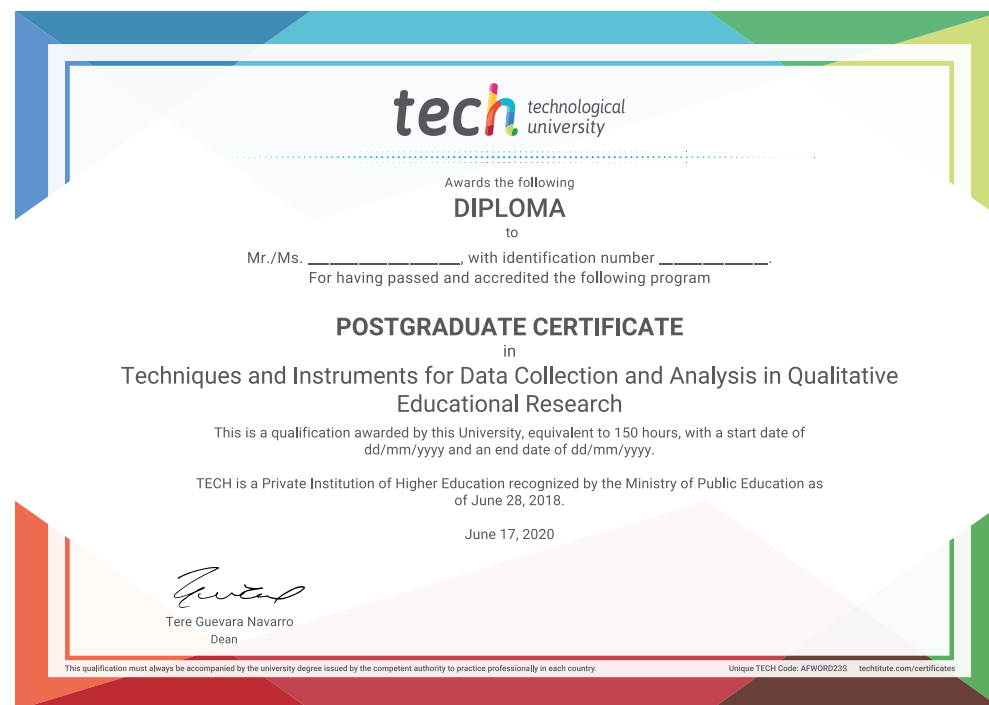 tech technological
university
Awards the following
DIPLOMA
to
Mr./Ms. ____________________, with identification number ______________.
For having passed and accredited the following program
POSTGRADUATE CERTIFICATE
in
Techniques and Instruments for Data Collection and Analysis in Qualitative
Educational Research
This is a qualification awarded by this University, equivalent to 150 hours, with a start date of
dd/mm/yyyy and an end date of dd/mm/yyyy.
TECH is a Private Institution of Higher Education recognized by the Ministry of Public Education as
of June 28, 2018.
June 17, 2020
Tere Guevara Navarro
Dean
This qualification must always be accompanied by the university degree issued by the competent authority to practice professionally in each country. Unique TECH Code: AFWORD23S techtitute.com/certificates